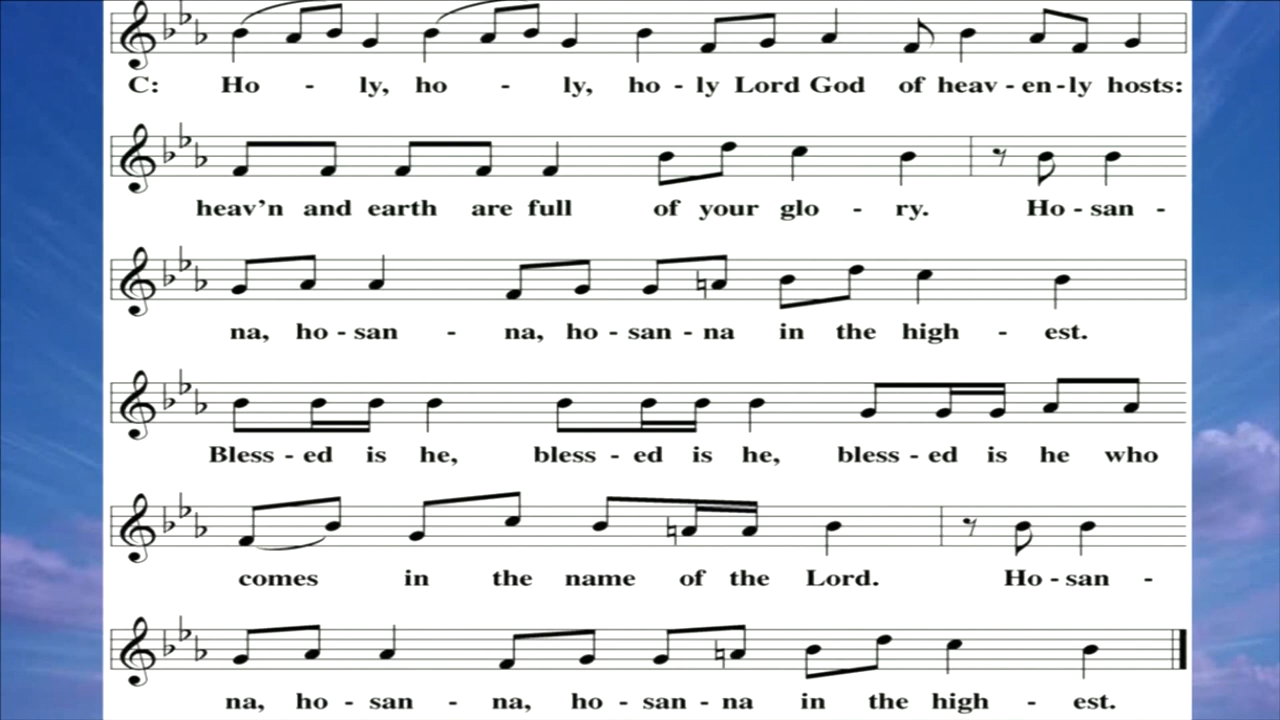 C: Ho - ly, ho - ly, ho - ly Lord God of heav - en - ly hosts:
heav’n and earth are full of your glo - ry. Ho - san -
na, ho - san - na, ho - san - na in the high - est.
Bless - ed is he, bless - ed is he, bless - ed is he who
comes in the name of the Lord. Ho - san -
na, ho - san - na, ho - san - na in the high - est.